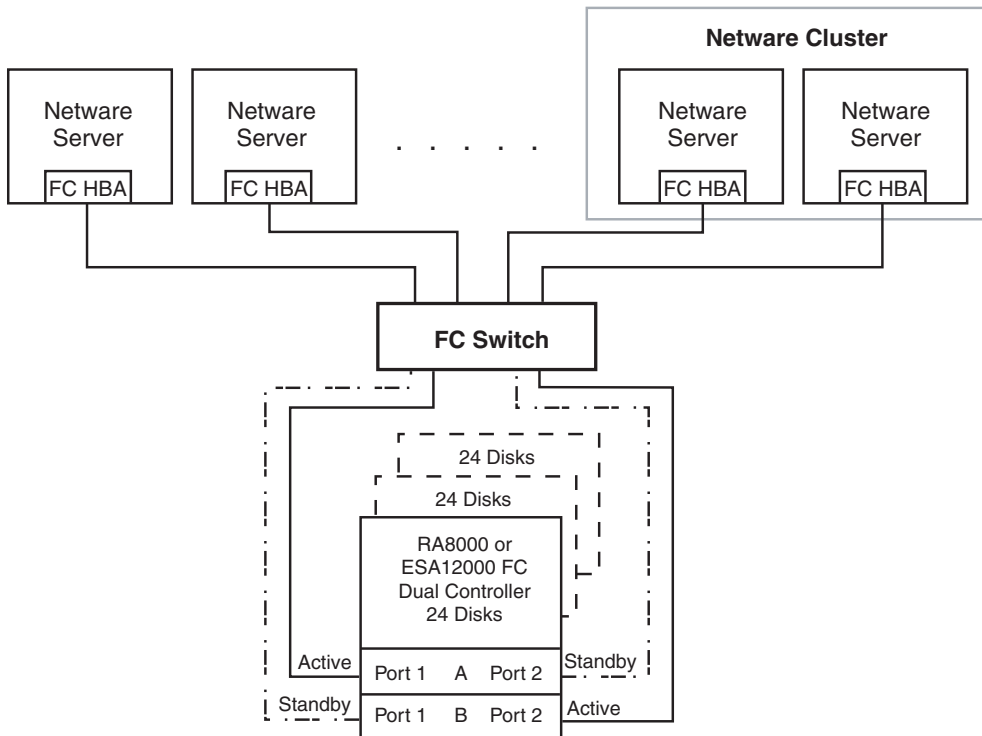 Netware Cluster
Netware
Server
FC HBA
Netware
Server
FC HBA
. . . . .
Netware
Server
FC HBA
Netware
Server
FC HBA
FC Switch
24 Disks
24 Disks
RA8000 or
ESA12000 FC
Dual Controller
24 Disks
Active
Port 1 A Port 2
Standby
Standby
Port 1 B Port 2
Active